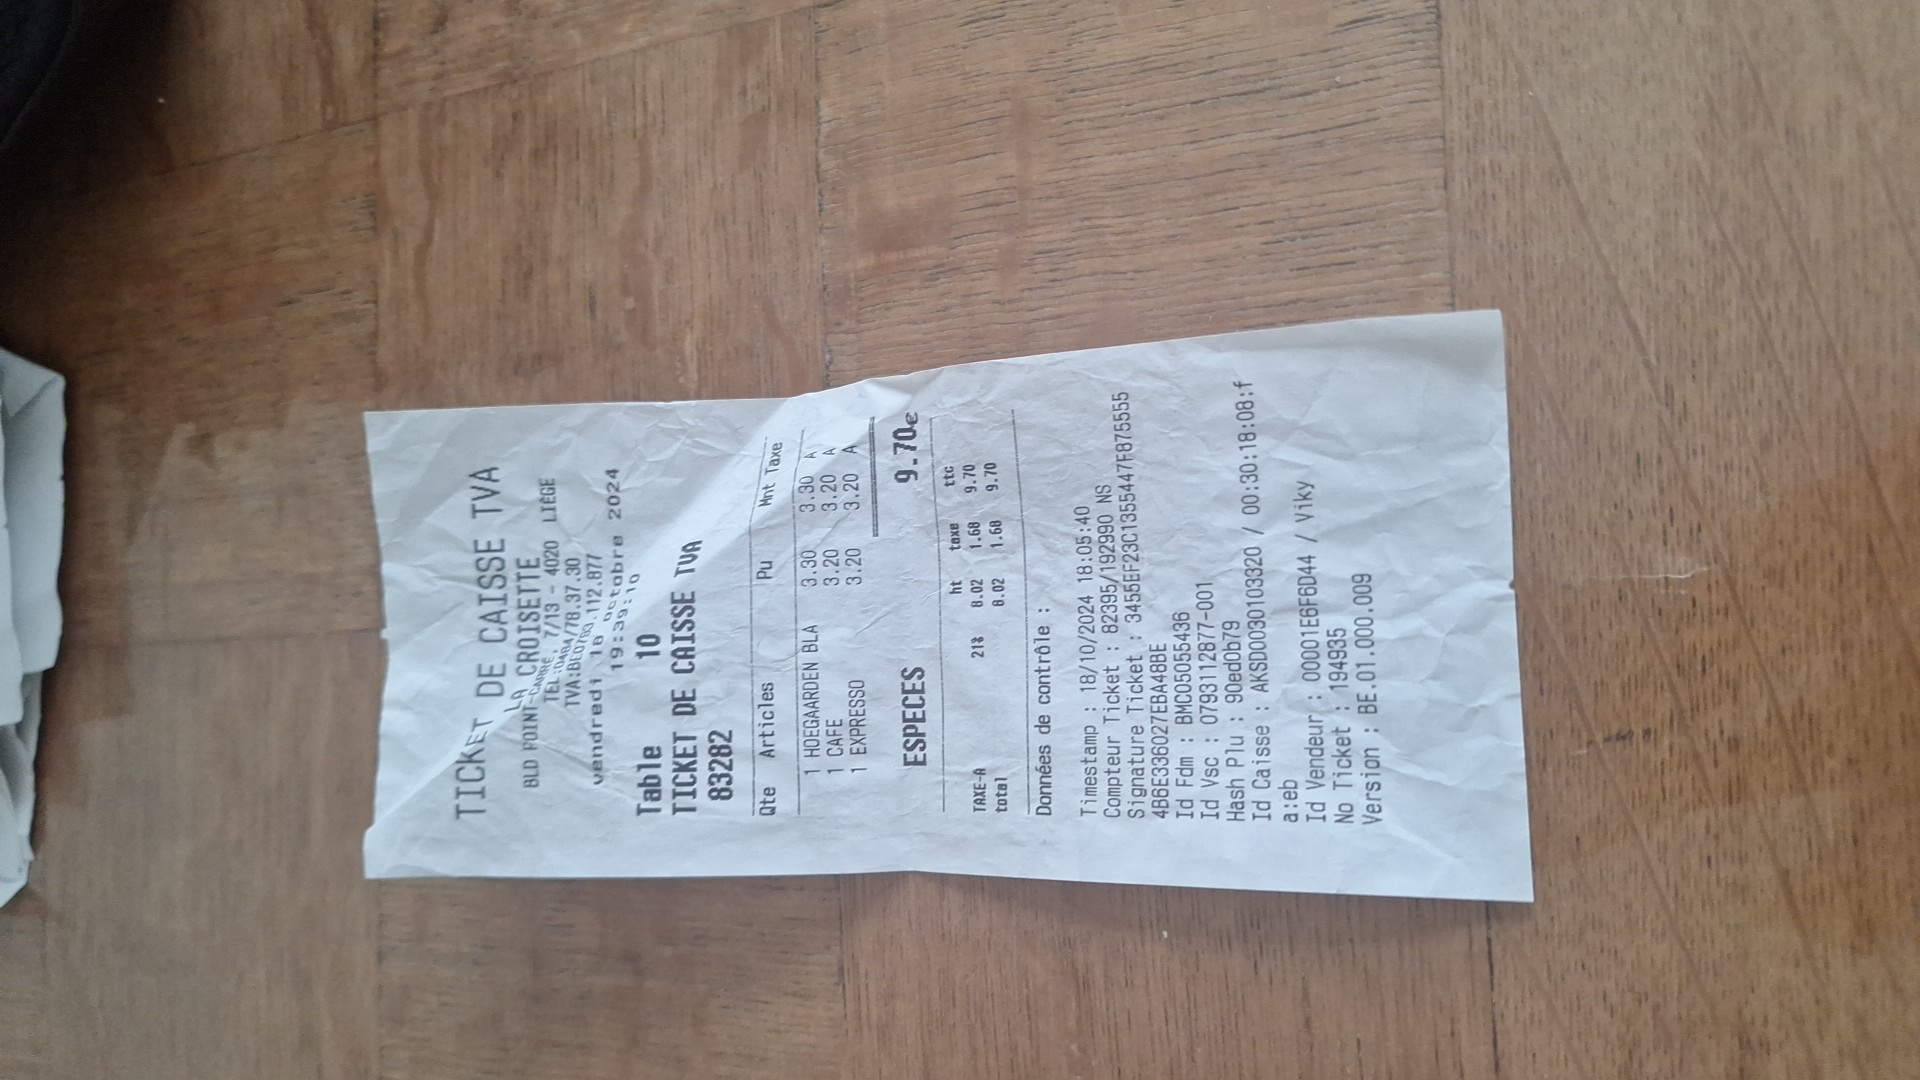 TICKET DE CAISSE TVA
LA CROISETTE
BLD POINT-CARRE, 7/13 - 4020 LIEGE
TEL:0484/78.37.30
TVA:BE0793.112.877
vendredi 18 octobre 2024
19:39:10
Table 10
TICKET DE CAISSE TVA
83282
Qte Articles Pu Mnt Taxe
1 HOEGAARDEN BLA 3.30 3.30 A
1 CAFE 3.20 3.20 A
1 EXPRESSO 3.20 3.20 A
ESPECES 9.70€
ht taxe ttc
TAXE-A 21% 8.02 1.68 9.70
total 8.02 1.68 9.70
Données de contrôle :
Timestamp : 18/10/2024 18:05:40
Compteur Ticket : 82395/192990 NS
Signature Ticket : 3455EF23C1355447F875555
4B6E336027EBA48BE
Id Fdm : BMC05055436
Id Vsc : 0793112877-001
Hash Plu : 90ed0b79
Id Caisse : AKSD0030103320 / 00:30:18:08:f
a:eb
Id Vendeur : 00001E6F6D44 / Viky
No Ticket : 194935
Version : BE.01.000.009